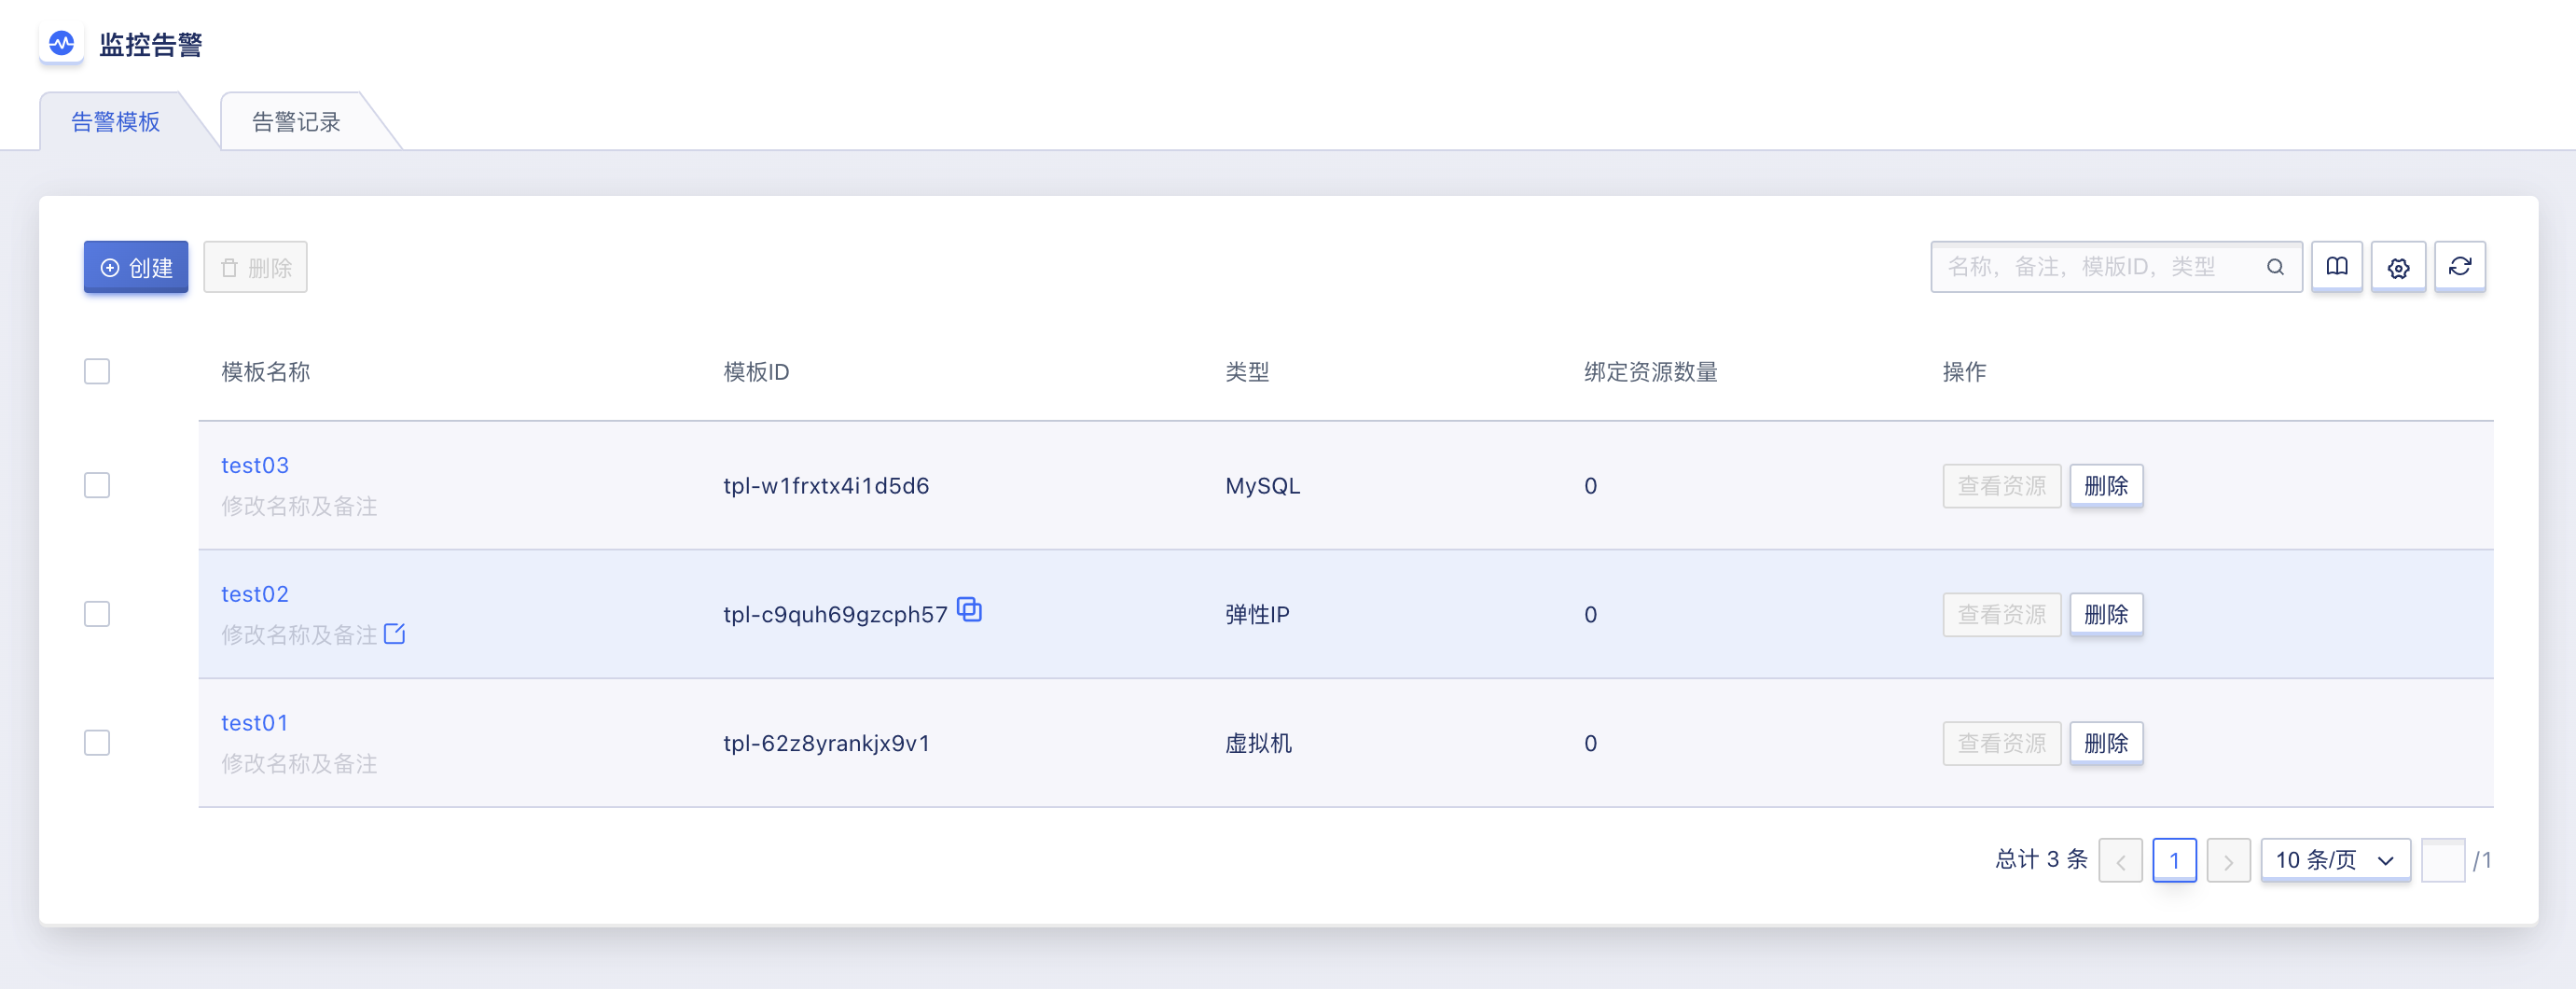 监控告警
告警模板 告警记录
创建 删除 名称，备注，模版ID，类型
模板名称 模板ID 类型 绑定资源数量 操作
test03
修改名称及备注
tpl-w1frxtx4i1d5d6 MySQL 0 查看资源 删除
test02
修改名称及备注
tpl-c9quh69gzcph57 弹性IP 0 查看资源 删除
test01
修改名称及备注
tpl-62z8yrankjx9v1 虚拟机 0 查看资源 删除
总计 3 条 1 10 条/页 /1